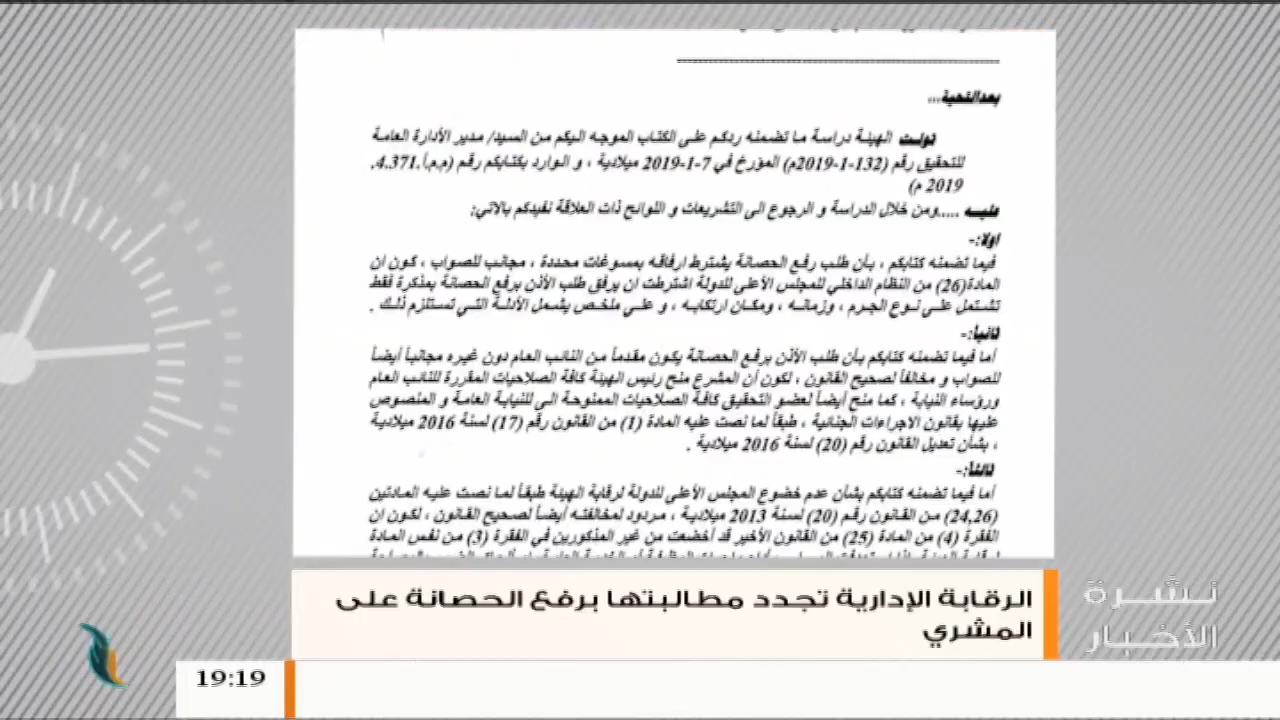 بعد التحية...
تولت الهيئة دراسة ما تضمنه ردكم على الكتاب الموجه اليكم من السيد/ مدير الأدارة العامة
للتحقيق رقم (132-1-2019م) المؤرخ في 7-1-2019 ميلادية ، و الوارد بكتابكم رقم (م.م.أ.4.371.
2019 م)
عليه .....ومن خلال الدراسة و الرجوع الى التشريعات و اللوائح ذات العلاقة نفيدكم بالاتي:
اولا:-
فيما تضمنه كتابكم ، بأن طلب رفع الحصانة يشترط ارفاقه بمسوغات محددة ، مجانب للصواب ، كون ان
المادة(26) من النظام الداخلي للمجلس الأعلى للدولة اشترطت ان يرفق طلب الأذن برفع الحصانة بمذكرة فقط
تشتمل على نوع الجرم ، وزمانه ، ومكان ارتكابه ، و على ملخص يشمل الأدلة التي تستلزم ذلك .
ثانياً:-
أما فيما تضمنه كتابكم بأن طلب الأذن برفع الحصانة يكون مقدماً من النائب العام دون غيره مجانباً أيضاً
للصواب و مخالفاً لصحيح القانون ، لكون أن المشرع منح رئيس الهيئة كافة الصلاحيات المقررة للنائب العام
ورؤساء النيابة ، كما منح أيضاً لعضو التحقيق كافة الصلاحيات الممنوحة الى للنيابة العامة و المنصوص
عليها بقانون الاجراءات الجنائية ، طبقاً لما نصت عليه المادة (1) من القانون رقم (17) لسنة 2016 ميلادية
، بشأن تعديل القانون رقم (20) لسنة 2016 ميلادية .
ثالثاً:-
أما فيما تضمنه كتابكم بشأن عدم خضوع المجلس الأعلى للدولة لرقابة الهيئة طبقاً لما نصت عليه المادتين
(24,26) من القانون رقم (20) لسنة 2013 ميلادية ، مردود لمخالفته أيضاً لصحيح القانون ، لكون ان
الفقرة (4) من المادة (25) من القانون الأخير قد أخضعت من غير المذكورين في الفقرة (3) من نفس المادة
الرقابة الإدارية تجدد مطالبتها برفع الحصانة على
المشري
نشرة
الأخبار
19:19